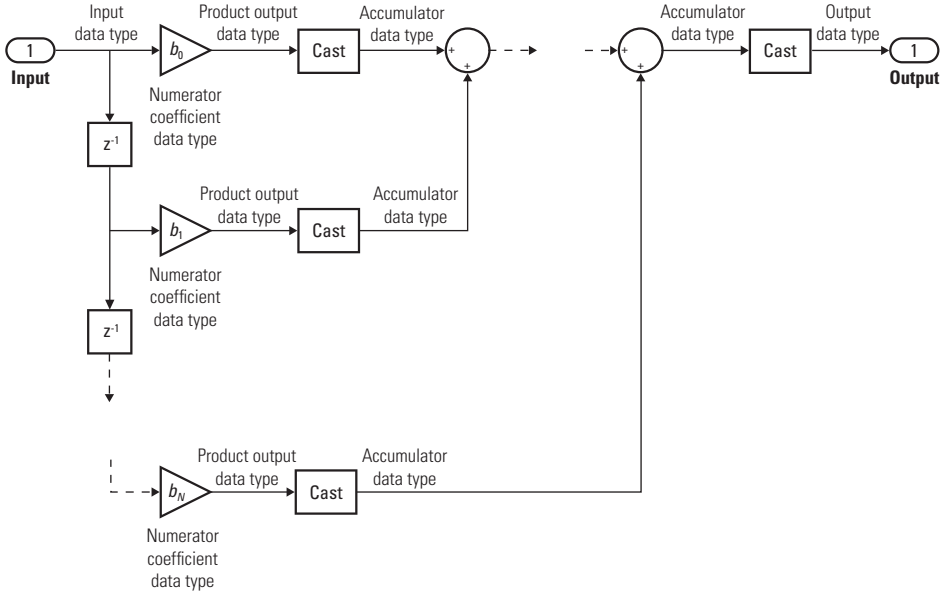 Input
data type
Product output
data type
Accumulator
data type
Accumulator
data type
Output
data type
1
b0
Cast
+
+
+
+
Cast
1
Input
Output
Numerator
coefficient
data type
z-1
Product output
data type
Accumulator
data type
b1
Cast
Numerator
coefficient
data type
z-1
Product output
data type
Accumulator
data type
bN
Cast
Numerator
coefficient
data type